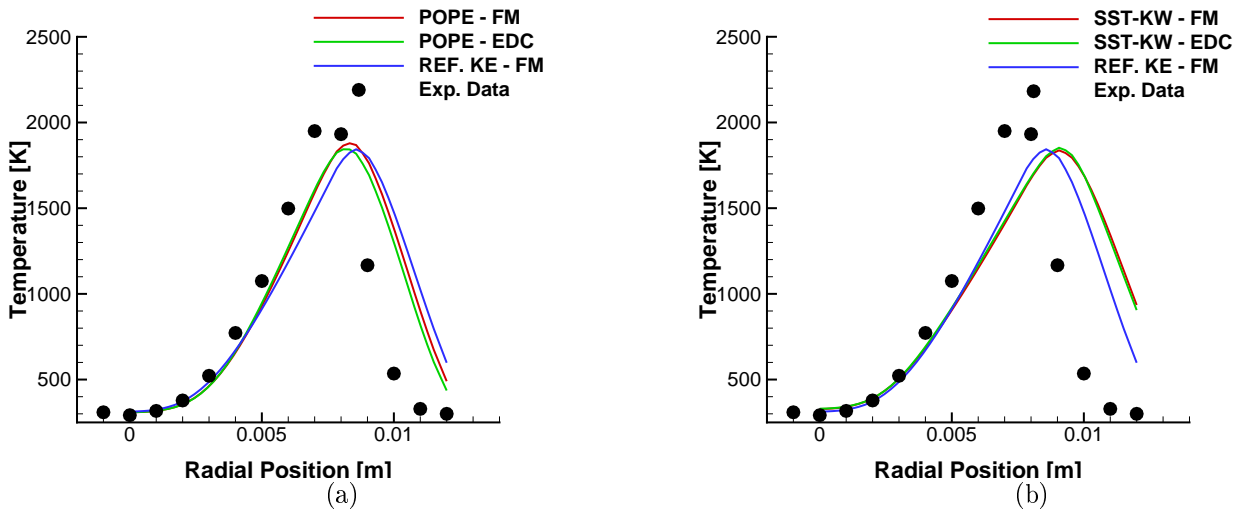 POPE - FM
POPE - EDC
REF. KE - FM
Exp. Data
2500
2000
1500
1000
500
Temperature [K]
0
0.005
0.01
Radial Position [m]
(a)
SST-KW - FM
SST-KW - EDC
REF. KE - FM
Exp. Data
2500
2000
1500
1000
500
Temperature [K]
0
0.005
0.01
Radial Position [m]
(b)